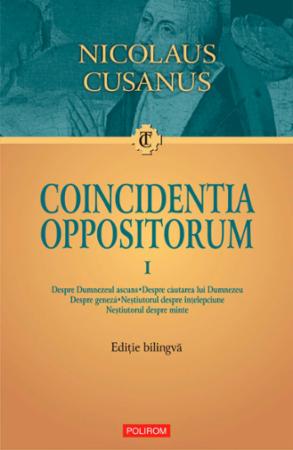 NICOLAUS
CUSANUS
COINCIDENTIA
OPPOSITORUM
I
Despre Dumnezeul ascuns•Despre căutarea lui Dumnezeu
Despre geneză•Neștiutorul despre înțelepciune
Neștiutorul despre minte
Ediție bilingvă
POLIROM